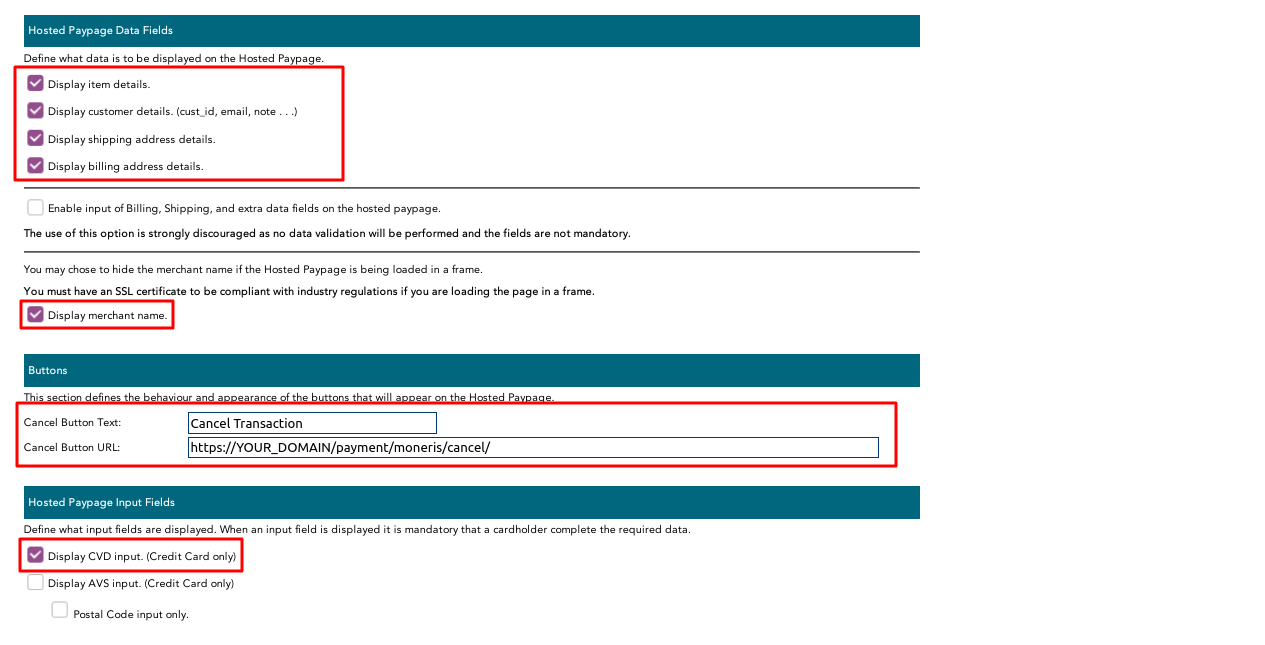 Hosted Paypage Data Fields
Define what data is to be displayed on the Hosted Paypage.
Display item details.
Display customer details. (cust_id, email, note . . .)
Display shipping address details.
Display billing address details.
Enable input of Billing, Shipping, and extra data fields on the hosted paypage.
The use of this option is strongly discouraged as no data validation will be performed and the fields are not mandatory.
You may chose to hide the merchant name if the Hosted Paypage is being loaded in a frame.
You must have an SSL certificate to be compliant with industry regulations if you are loading the page in a frame.
Display merchant name.
Buttons
This section defines the behaviour and appearance of the buttons that will appear on the Hosted Paypage.
Cancel Button Text: Cancel Transaction
Cancel Button URL: https://YOUR_DOMAIN/payment/moneris/cancel/
Hosted Paypage Input Fields
Define what input fields are displayed. When an input field is displayed it is mandatory that a cardholder complete the required data.
Display CVD input. (Credit Card only)
Display AVS input. (Credit Card only)
Postal Code input only.